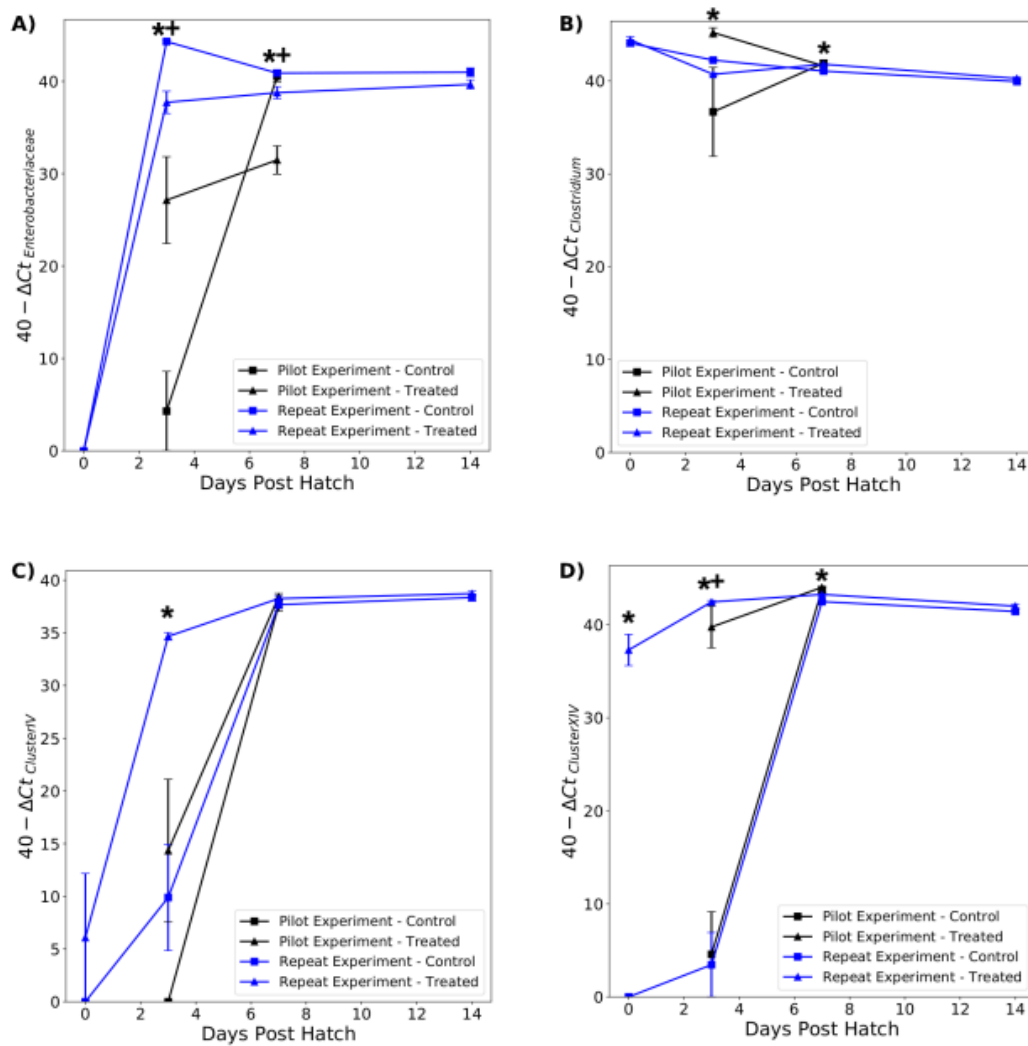 A)
*+
*+
40
30
20
10
0
40 − ΔCt Enterobacteriaceae
Pilot Experiment - Control
Pilot Experiment - Treated
Repeat Experiment - Control
Repeat Experiment - Treated
0 2 4 6 8 10 12 14
Days Post Hatch
B)
*
*
40
30
20
10
0
40 − ΔCt Clostridium
Pilot Experiment - Control
Pilot Experiment - Treated
Repeat Experiment - Control
Repeat Experiment - Treated
0 2 4 6 8 10 12 14
Days Post Hatch
C)
*
40
35
30
25
20
15
10
5
0
40 − ΔCt ClusterIV
Pilot Experiment - Control
Pilot Experiment - Treated
Repeat Experiment - Control
Repeat Experiment - Treated
0 2 4 6 8 10 12 14
Days Post Hatch
D)
*
*+
*
40
30
20
10
0
40 − ΔCt ClusterXIV
Pilot Experiment - Control
Pilot Experiment - Treated
Repeat Experiment - Control
Repeat Experiment - Treated
0 2 4 6 8 10 12 14
Days Post Hatch